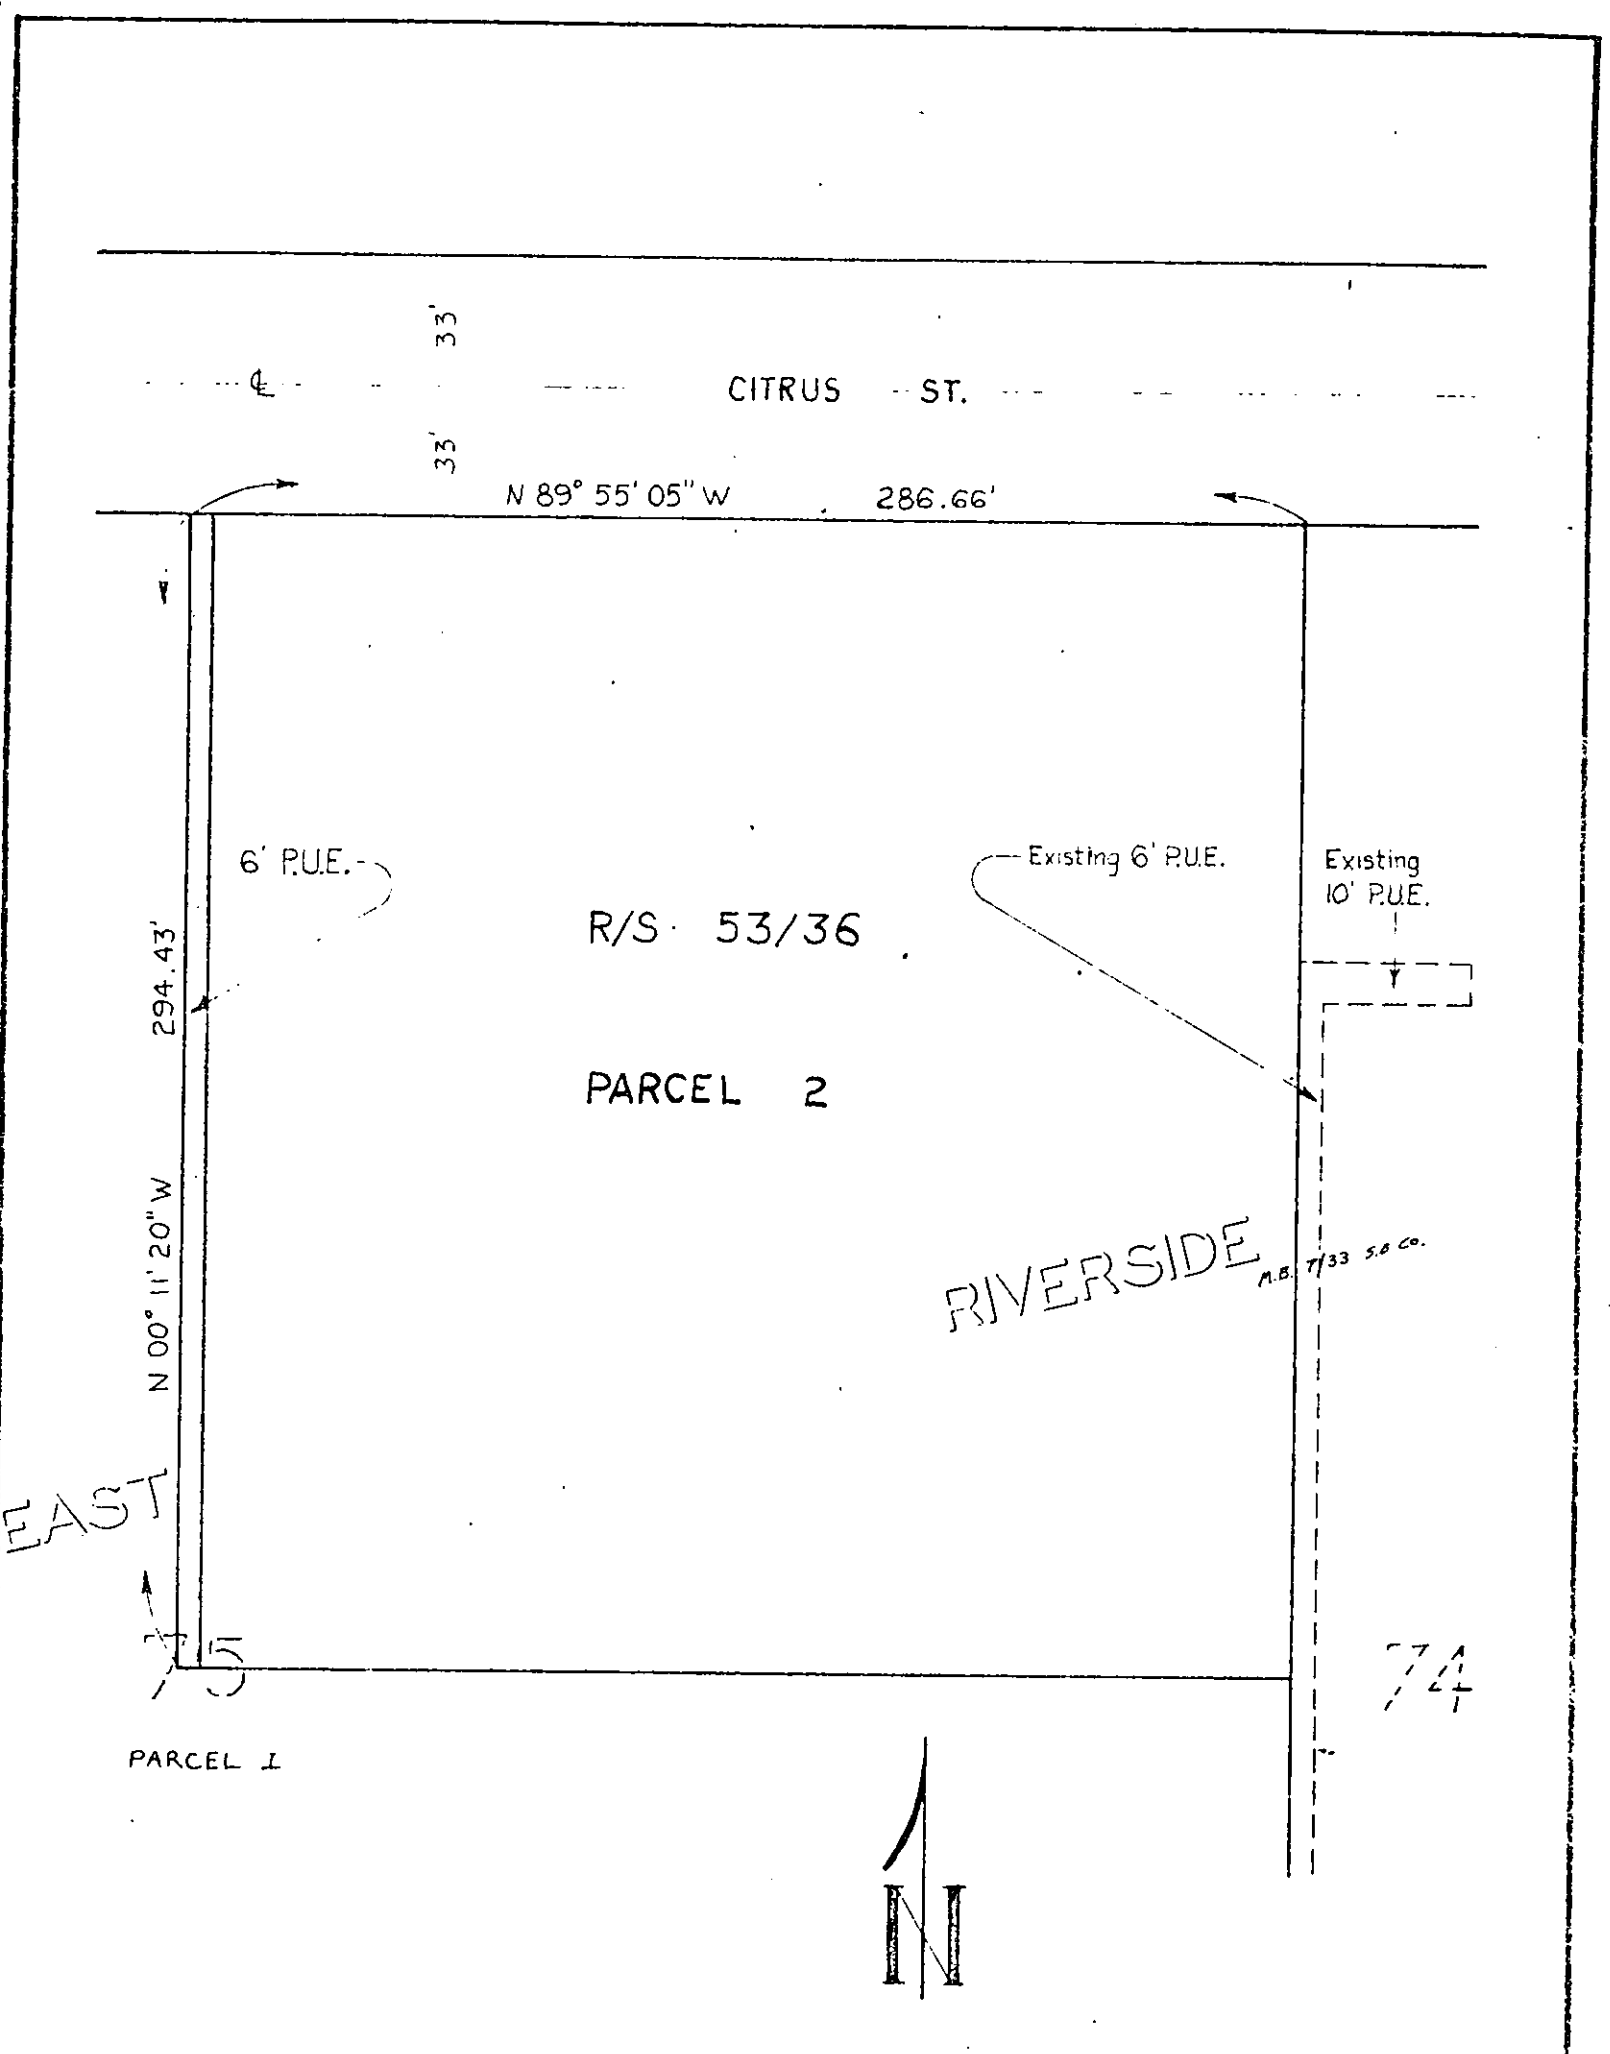 33'
℄ CITRUS ST.
33'
N 89° 55' 05" W 286.66'
6' P.U.E.
Existing 6' P.U.E.
Existing
10' P.U.E.
294.43'
R/S 53/36
PARCEL 2
N 00° 11' 20" W
RIVERSIDE
M.B. 7/33 S.B Co.
EAST
75
74
PARCEL 1
N